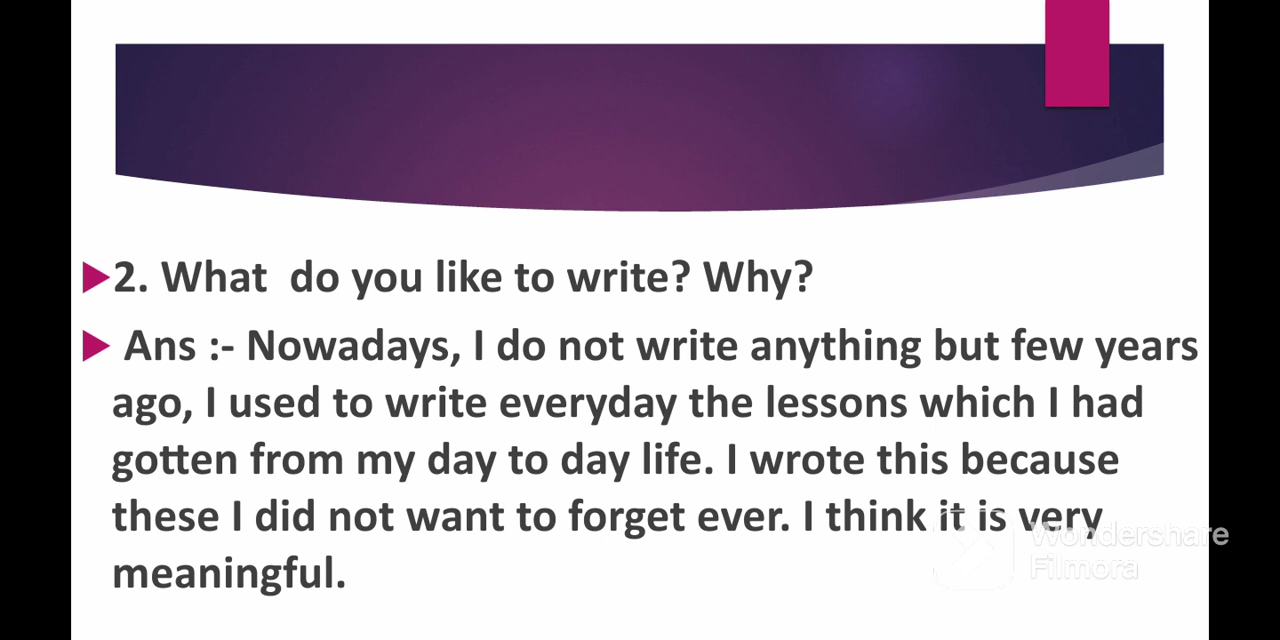 2. What  do you like to write? Why?
Ans :- Nowadays, I do not write anything but few years
ago, I used to write everyday the lessons which I had
gotten from my day to day life. I wrote this because
these I did not want to forget ever. I think it is very
meaningful.
Wondershare
Filmora